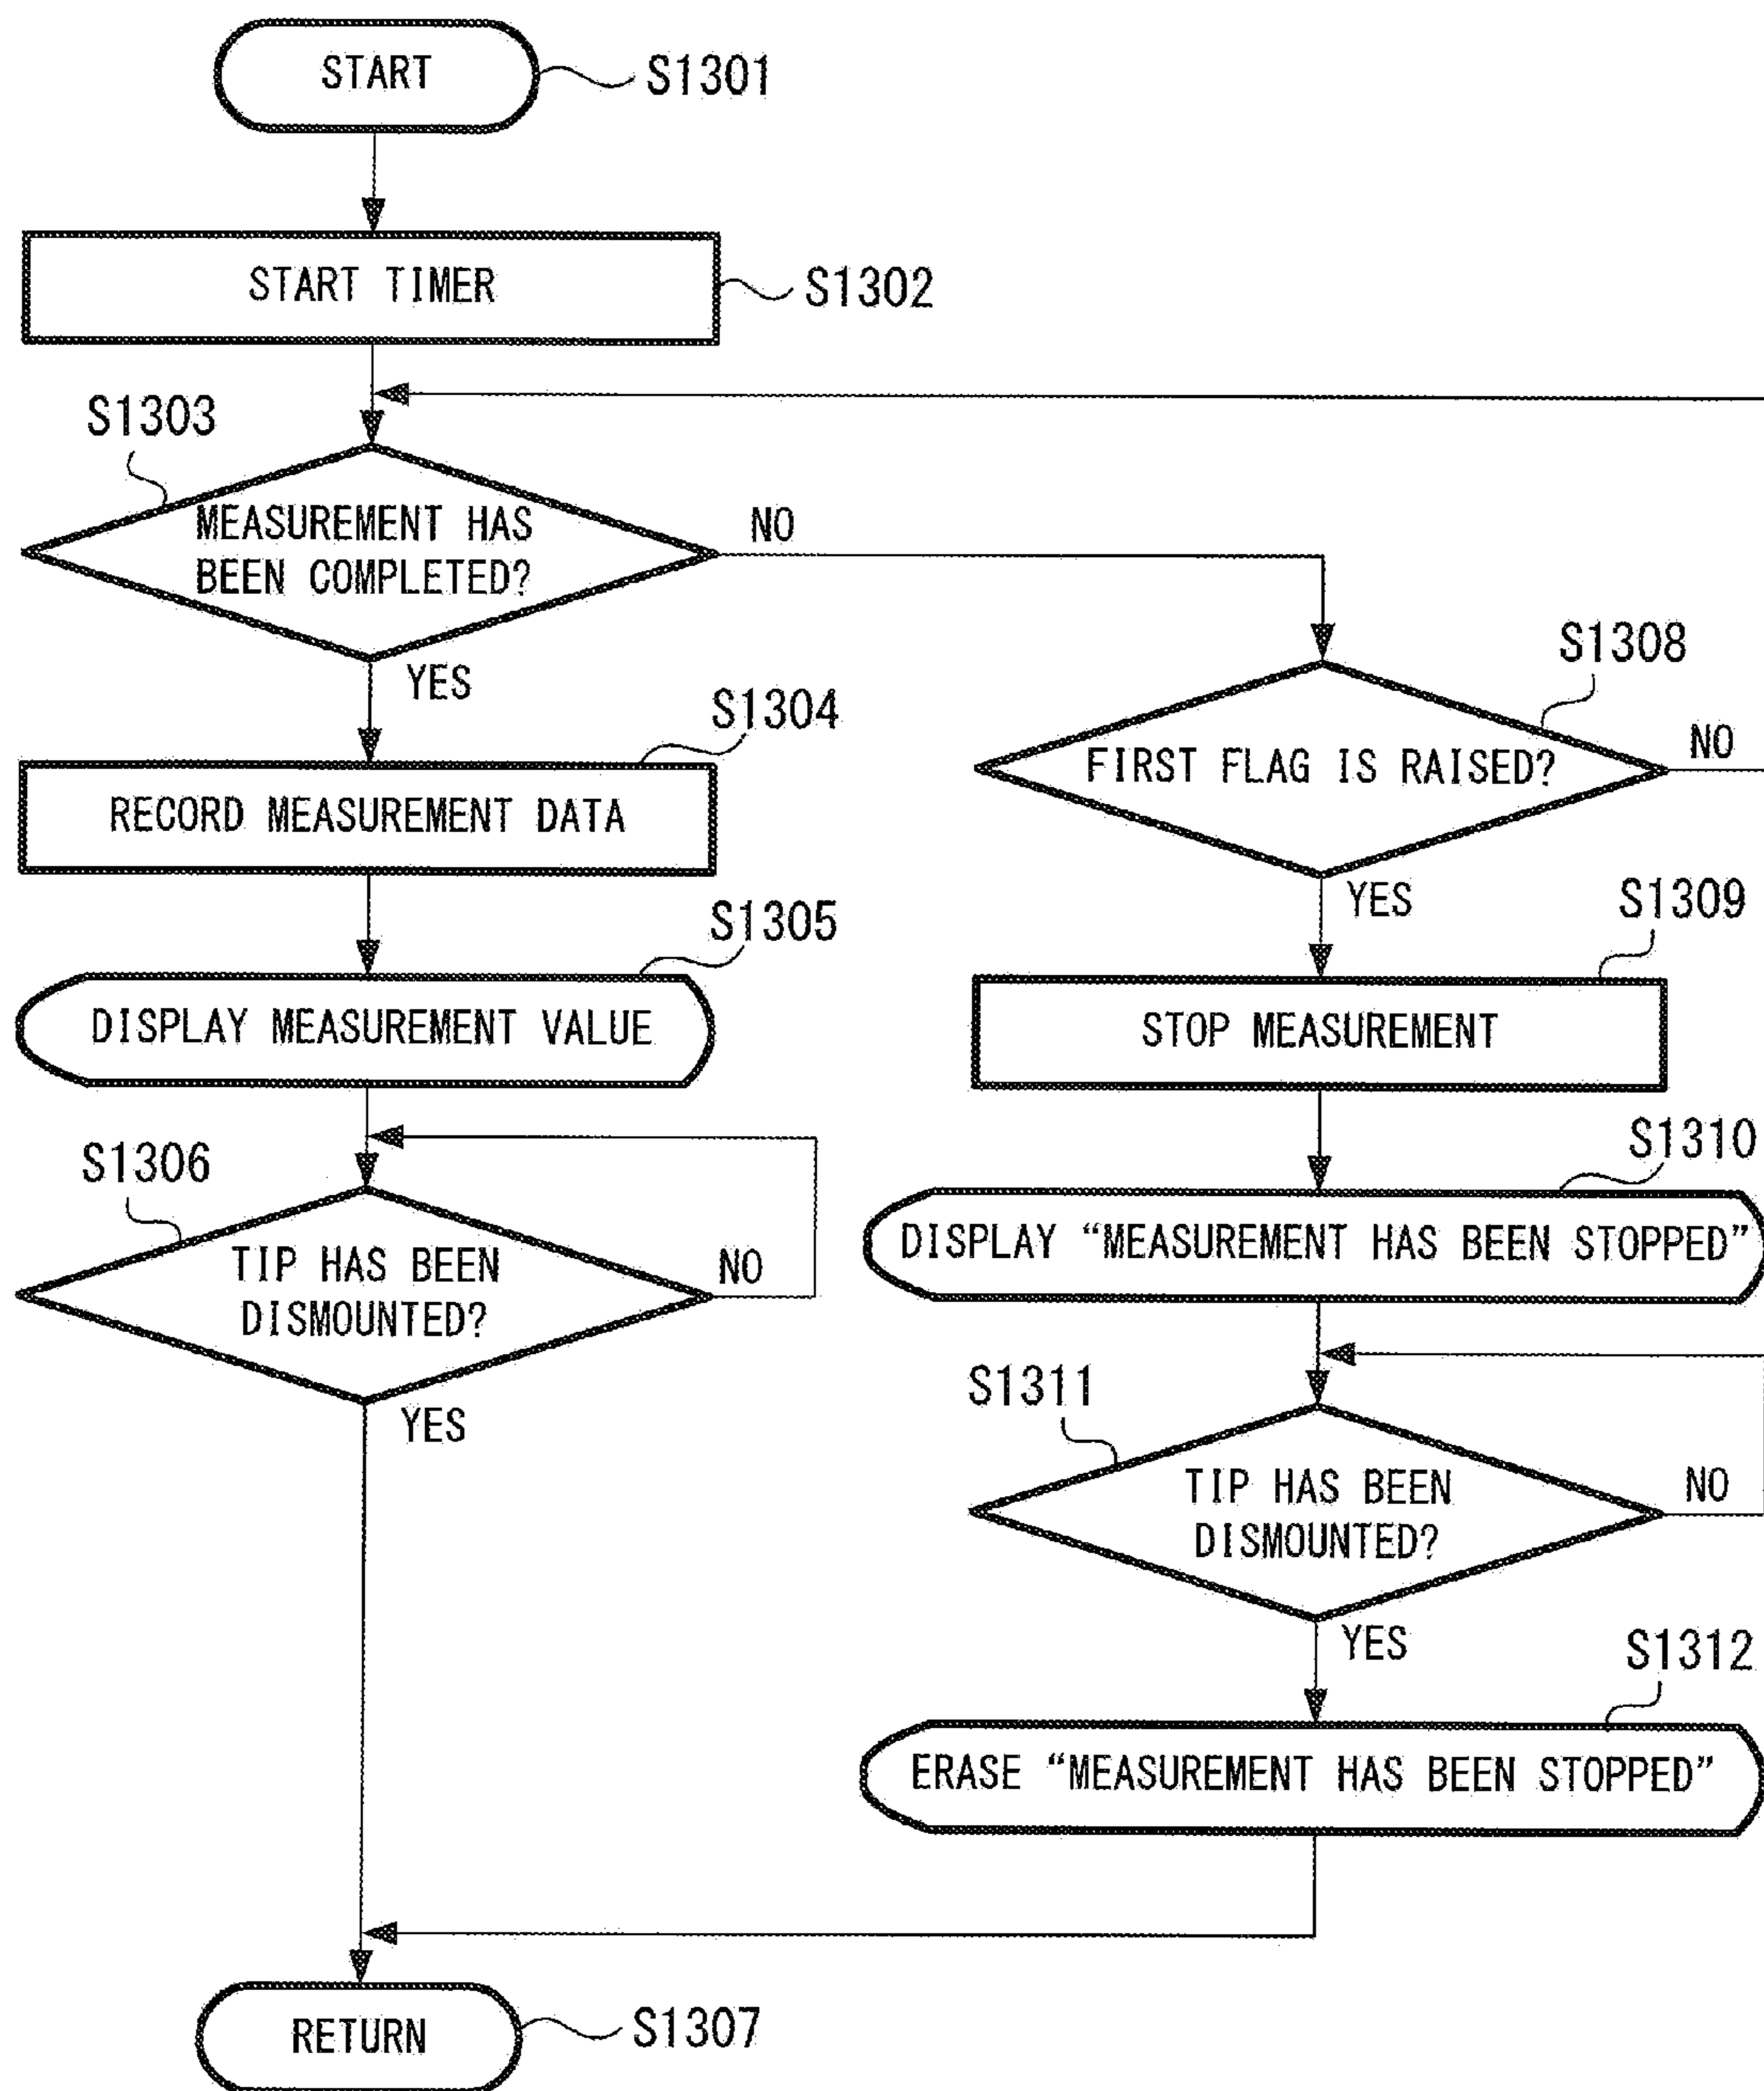 START
S1301
START TIMER
S1302
S1303
MEASUREMENT HAS
BEEN COMPLETED?
NO
YES
S1304
RECORD MEASUREMENT DATA
S1305
DISPLAY MEASUREMENT VALUE
S1306
TIP HAS BEEN
DISMOUNTED?
NO
YES
S1308
FIRST FLAG IS RAISED?
NO
YES
S1309
STOP MEASUREMENT
S1310
DISPLAY “MEASUREMENT HAS BEEN STOPPED”
S1311
TIP HAS BEEN
DISMOUNTED?
NO
YES
S1312
ERASE “MEASUREMENT HAS BEEN STOPPED”
RETURN
S1307